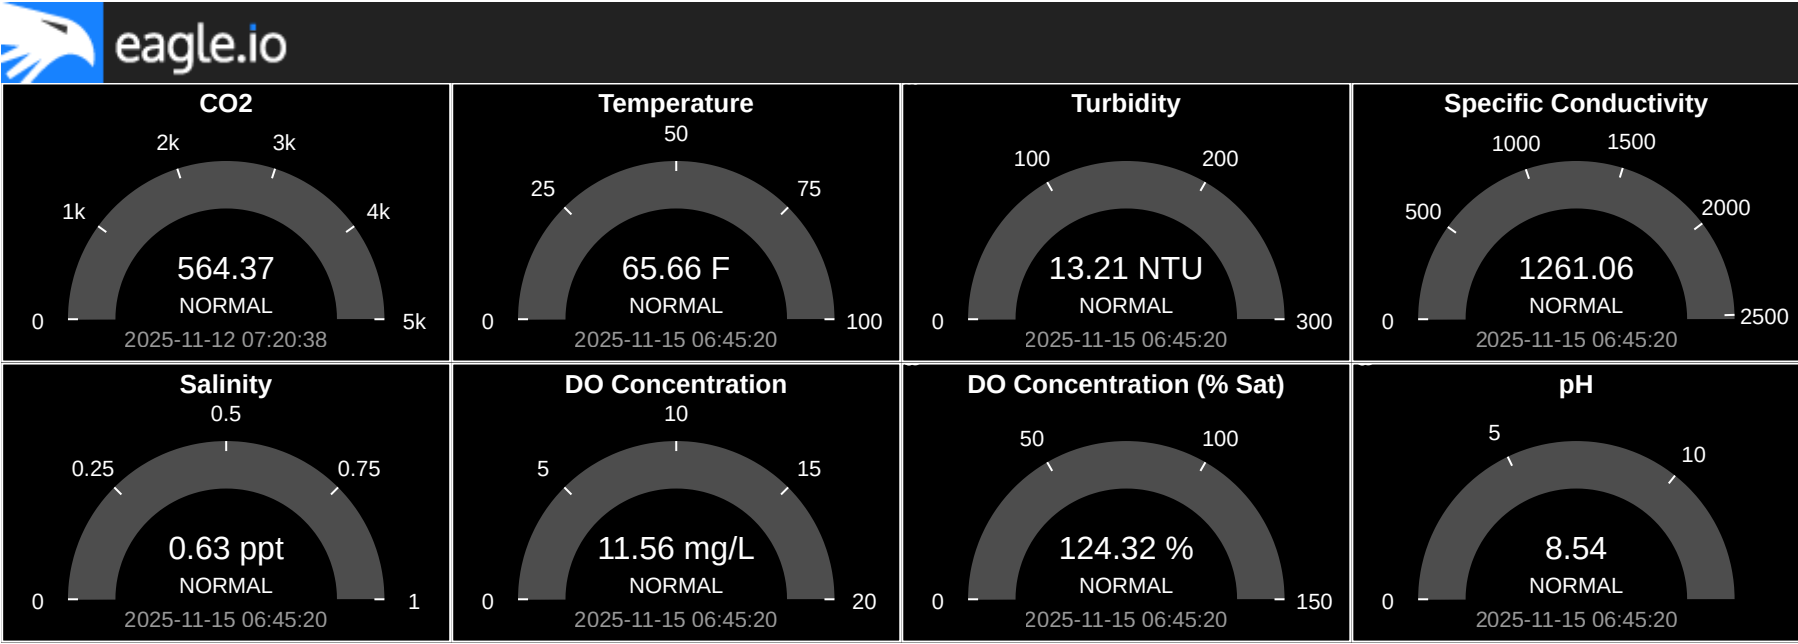 eagle.io
CO2
2k
3k
1k
4k
564.37
NORMAL
0
5k
2025-11-12 07:20:38
Temperature
50
25
75
65.66 F
NORMAL
0
100
2025-11-15 06:45:20
Turbidity
100
200
13.21 NTU
NORMAL
0
300
2025-11-15 06:45:20
Specific Conductivity
1000
1500
500
2000
1261.06
NORMAL
0
2500
2025-11-15 06:45:20
Salinity
0.5
0.25
0.75
0.63 ppt
NORMAL
0
1
2025-11-15 06:45:20
DO Concentration
10
5
15
11.56 mg/L
NORMAL
0
20
2025-11-15 06:45:20
DO Concentration (% Sat)
50
100
124.32 %
NORMAL
0
150
2025-11-15 06:45:20
pH
5
10
8.54
NORMAL
0
2025-11-15 06:45:20